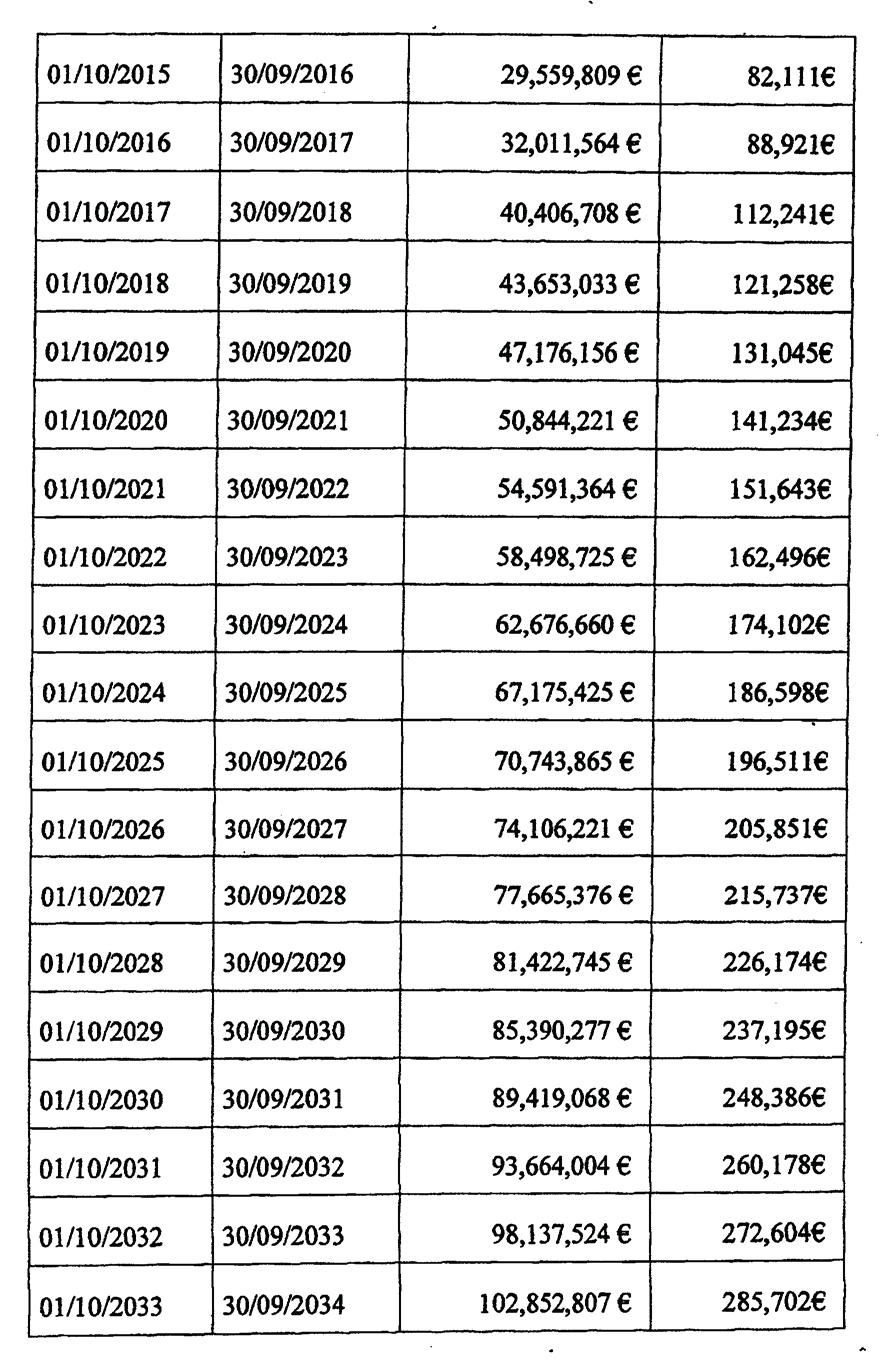 01/10/2015 30/09/2016 29,559,809 € 82,111€
01/10/2016 30/09/2017 32,011,564 € 88,921€
01/10/2017 30/09/2018 40,406,708 € 112,241€
01/10/2018 30/09/2019 43,653,033 € 121,258€
01/10/2019 30/09/2020 47,176,156 € 131,045€
01/10/2020 30/09/2021 50,844,221 € 141,234€
01/10/2021 30/09/2022 54,591,364 € 151,643€
01/10/2022 30/09/2023 58,498,725 € 162,496€
01/10/2023 30/09/2024 62,676,660 € 174,102€
01/10/2024 30/09/2025 67,175,425 € 186,598€
01/10/2025 30/09/2026 70,743,865 € 196,511€
01/10/2026 30/09/2027 74,106,221 € 205,851€
01/10/2027 30/09/2028 77,665,376 € 215,737€
01/10/2028 30/09/2029 81,422,745 € 226,174€
01/10/2029 30/09/2030 85,390,277 € 237,195€
01/10/2030 30/09/2031 89,419,068 € 248,386€
01/10/2031 30/09/2032 93,664,004 € 260,178€
01/10/2032 30/09/2033 98,137,524 € 272,604€
01/10/2033 30/09/2034 102,852,807 € 285,702€